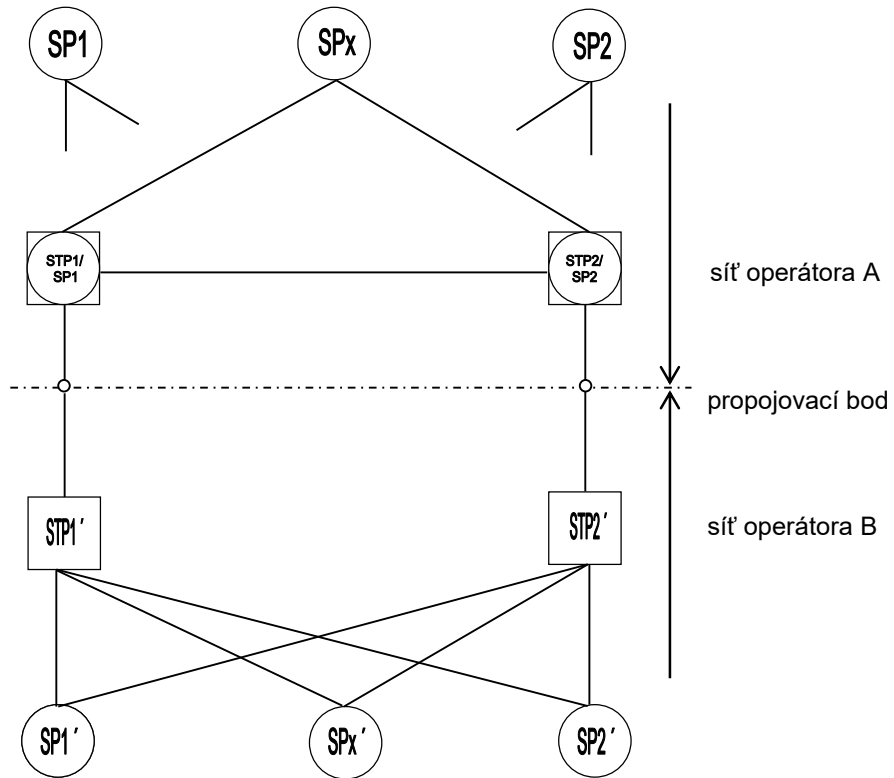 SP1
SPx
SP2
STP1/
SP1
STP2/
SP2
síť operátora A
propojovací bod
STP1´
STP2´
síť operátora B
SP1´
SPx´
SP2´